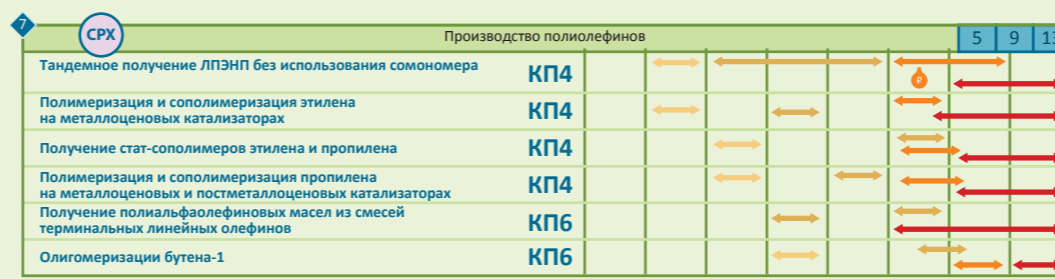 7
СРХ
Производство полиолефинов
5 9 13
Тандемное получение ЛПЭНП без использования сомономера
КП4
₽
Полимеризация и сополимеризация этилена
на металлоценовых катализаторах
КП4
Получение стат-сополимеров этилена и пропилена
КП4
Полимеризация и сополимеризация пропилена
на металлоценовых и постметаллоценовых катализаторах
КП4
Получение полиальфаолефиновых масел из смесей
терминальных линейных олефинов
КП6
Олигомеризации бутена-1
КП6